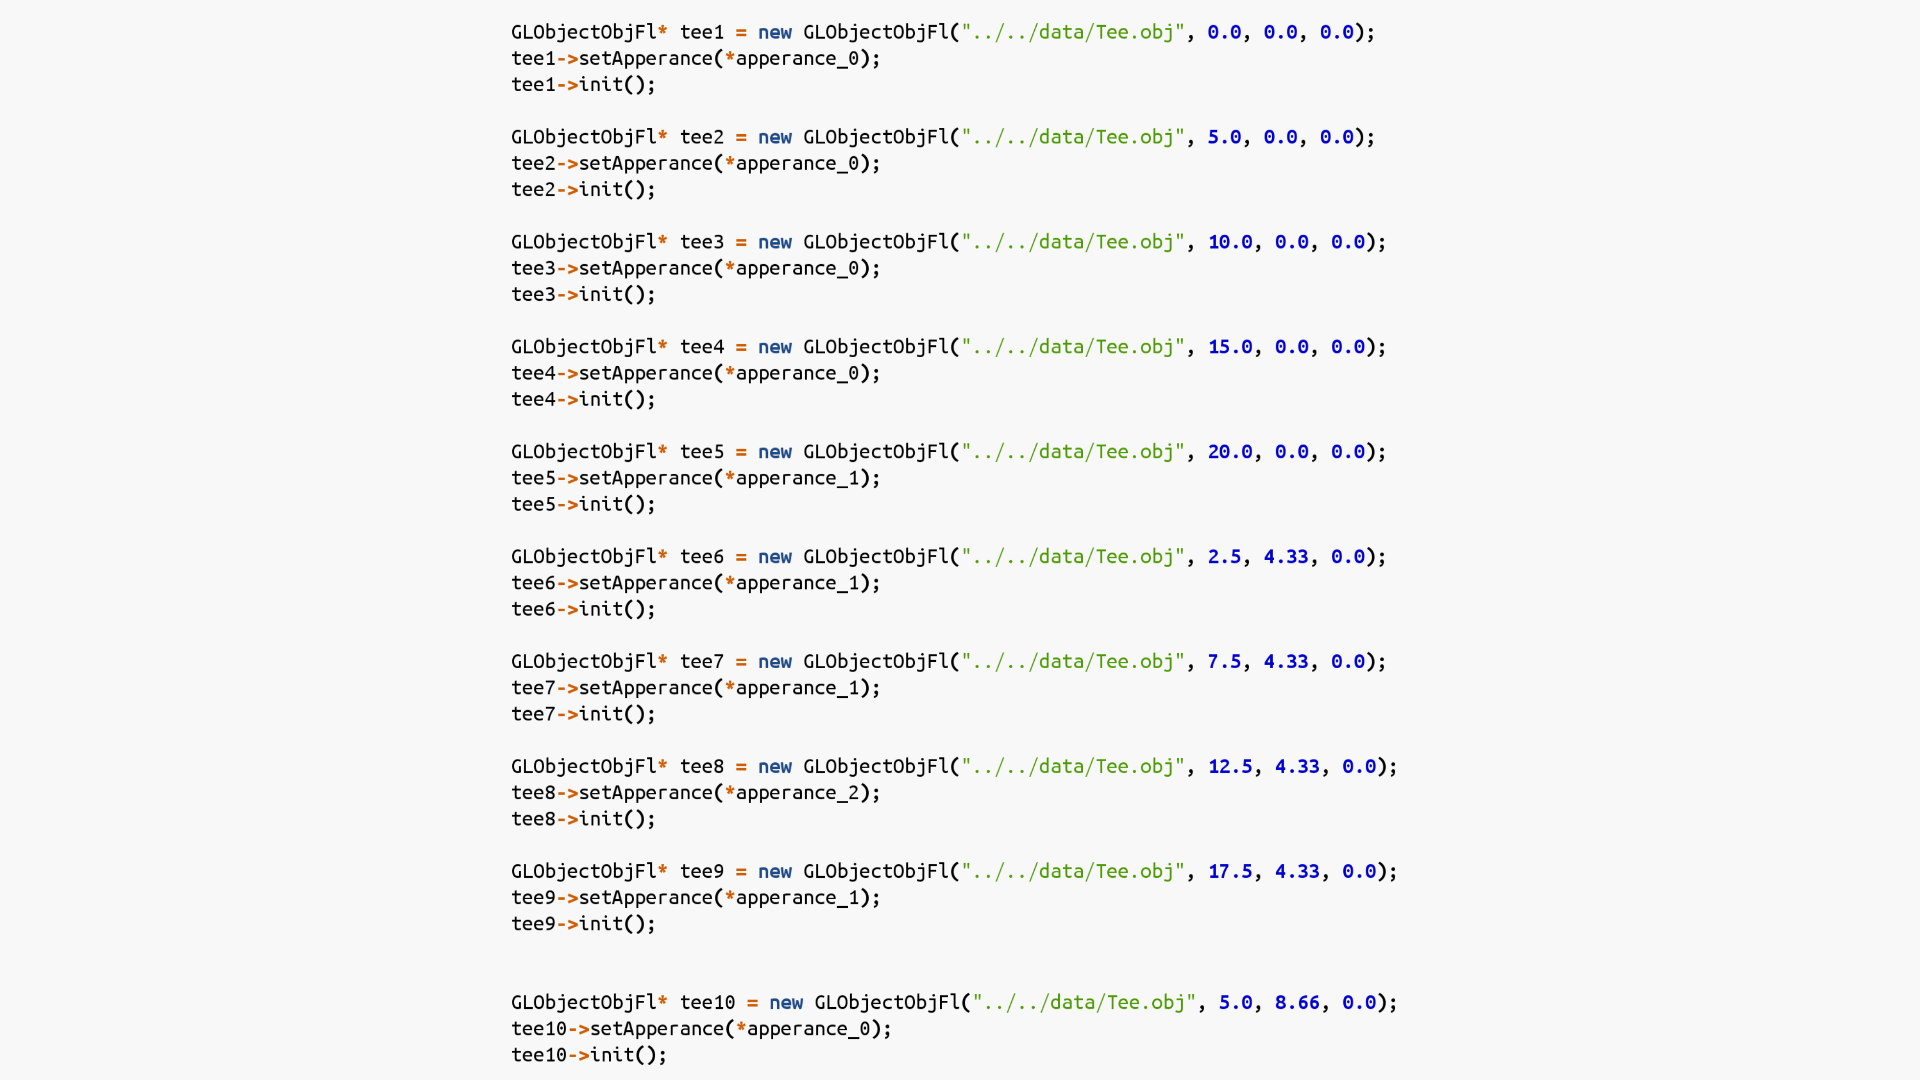 GLObjectObjFl* tee1 = new GLObjectObjFl("../../data/Tee.obj", 0.0, 0.0, 0.0);
tee1->setApperance(*apperance_0);
tee1->init();
GLObjectObjFl* tee2 = new GLObjectObjFl("../../data/Tee.obj", 5.0, 0.0, 0.0);
tee2->setApperance(*apperance_0);
tee2->init();
GLObjectObjFl* tee3 = new GLObjectObjFl("../../data/Tee.obj", 10.0, 0.0, 0.0);
tee3->setApperance(*apperance_0);
tee3->init();
GLObjectObjFl* tee4 = new GLObjectObjFl("../../data/Tee.obj", 15.0, 0.0, 0.0);
tee4->setApperance(*apperance_0);
tee4->init();
GLObjectObjFl* tee5 = new GLObjectObjFl("../../data/Tee.obj", 20.0, 0.0, 0.0);
tee5->setApperance(*apperance_1);
tee5->init();
GLObjectObjFl* tee6 = new GLObjectObjFl("../../data/Tee.obj", 2.5, 4.33, 0.0);
tee6->setApperance(*apperance_1);
tee6->init();
GLObjectObjFl* tee7 = new GLObjectObjFl("../../data/Tee.obj", 7.5, 4.33, 0.0);
tee7->setApperance(*apperance_1);
tee7->init();
GLObjectObjFl* tee8 = new GLObjectObjFl("../../data/Tee.obj", 12.5, 4.33, 0.0);
tee8->setApperance(*apperance_2);
tee8->init();
GLObjectObjFl* tee9 = new GLObjectObjFl("../../data/Tee.obj", 17.5, 4.33, 0.0);
tee9->setApperance(*apperance_1);
tee9->init();
GLObjectObjFl* tee10 = new GLObjectObjFl("../../data/Tee.obj", 5.0, 8.66, 0.0);
tee10->setApperance(*apperance_0);
tee10->init();